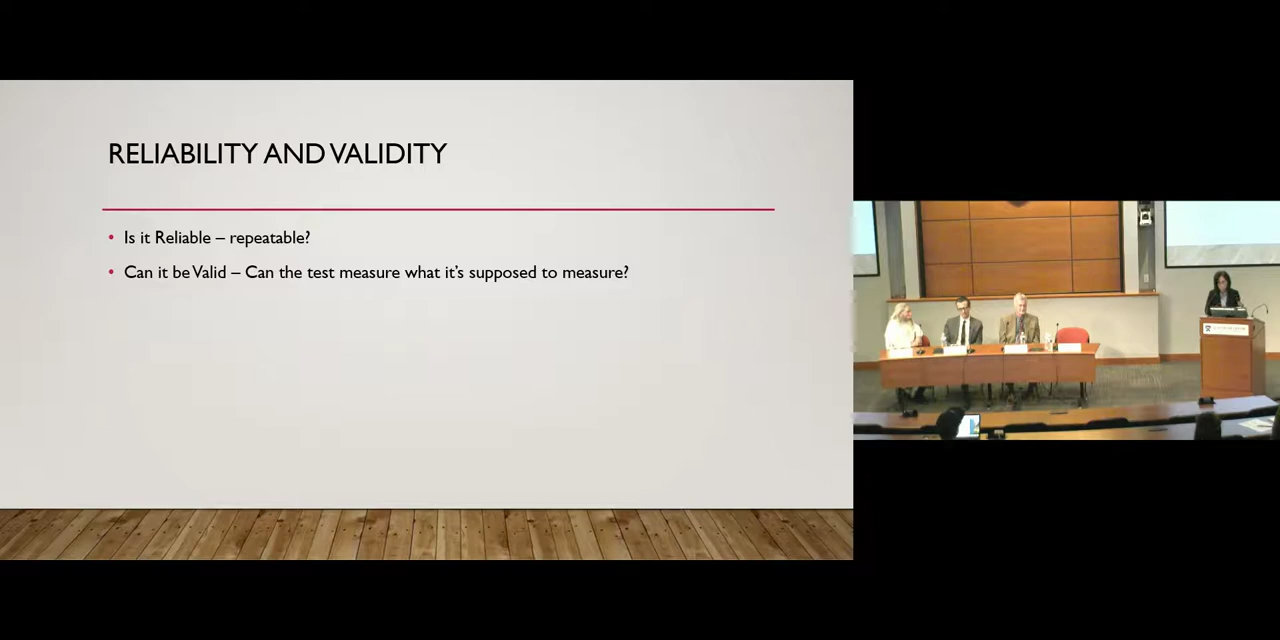 RELIABILITY AND VALIDITY
• Is it Reliable – repeatable?
• Can it be Valid – Can the test measure what it's supposed to measure?